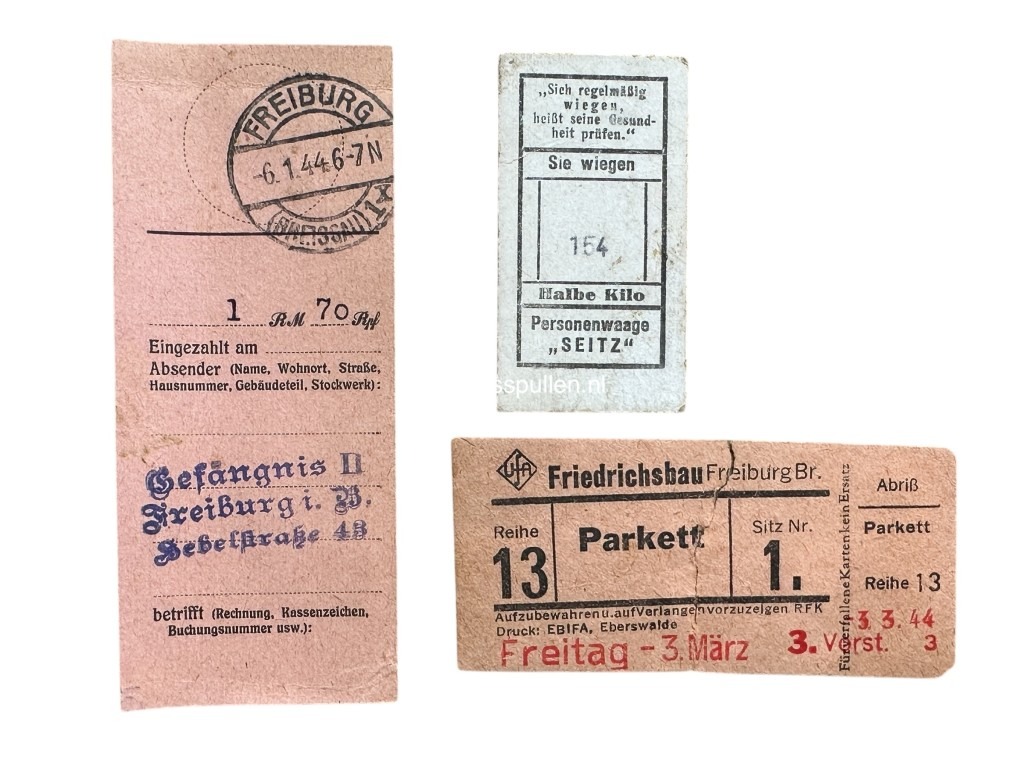 FREIBURG
-6.1.44.6-7N
(BREISGAU) 1x
1 RM 70 Rpf
Eingezahlt am
Absender (Name, Wohnort, Straße,
Hausnummer, Gebäudeteil, Stockwerk):
Gefängnis II
Freiburg i. B.
Hebelstraße 43
betrifft (Rechnung, Kassenzeichen,
Buchungsnummer usw.):
„Sich regelmäßig
wiegen,
heißt seine Gesund-
heit prüfen."
Sie wiegen
154
Halbe Kilo
Personenwaage
„SEITZ"
sspullen.nl
UFA Friedrichsbau Freiburg Br.
Reihe
13
Parkett
Sitz Nr.
1.
Aufzubewahren u. auf Verlangen vorzuzeigen RFK
Druck: EBIFA, Eberswalde
Freitag - 3. März 3. Vorst.
Für verfallene Karten kein Ersatz
Abriß
Parkett
Reihe 13
3. 3. 44
3